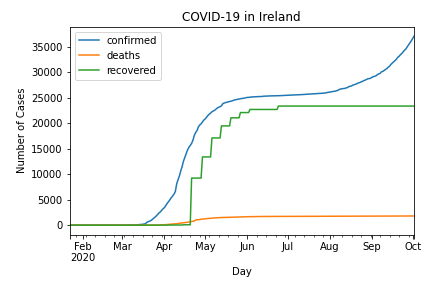 COVID-19 in Ireland
confirmed
deaths
recovered
Number of Cases
35000
30000
25000
20000
15000
10000
5000
0
Feb Mar Apr May Jun Jul Aug Sep Oct
2020
Day